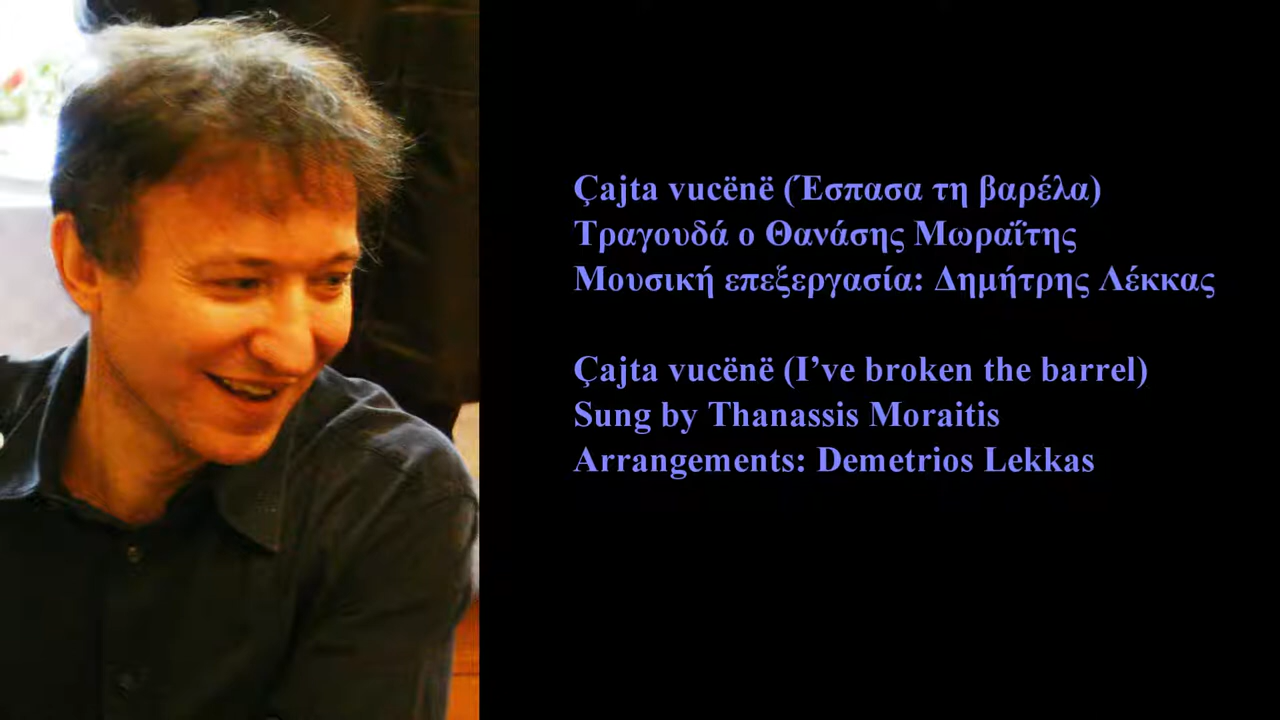 Çajta vucënë (Έσπασα τη βαρέλα)
Τραγουδά ο Θανάσης Μωραΐτης
Μουσική επεξεργασία: Δημήτρης Λέκκας
Çajta vucënë (I’ve broken the barrel)
Sung by Thanassis Moraitis
Arrangements: Demetrios Lekkas